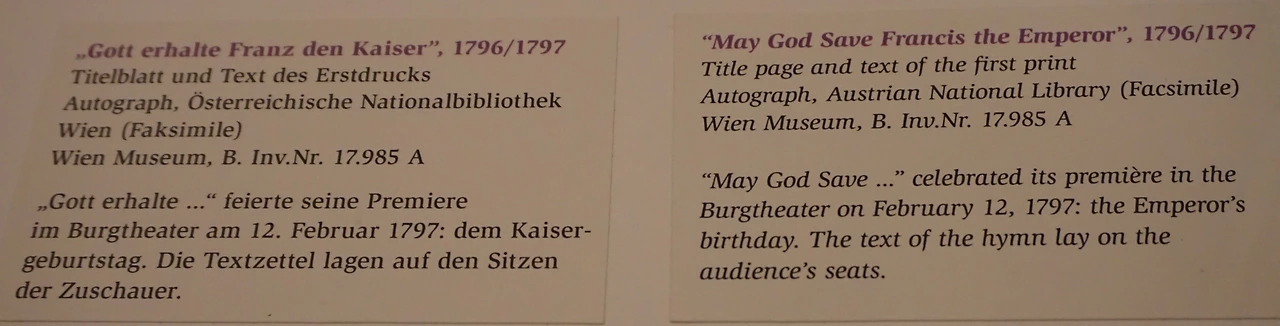 „Gott erhalte Franz den Kaiser”, 1796/1797
Titelblatt und Text des Erstdrucks
Autograph, Österreichische Nationalbibliothek
Wien (Faksimile)
Wien Museum, B. Inv.Nr. 17.985 A
„Gott erhalte ...“ feierte seine Premiere
im Burgtheater am 12. Februar 1797: dem Kaiser-
geburtstag. Die Textzettel lagen auf den Sitzen
der Zuschauer.
“May God Save Francis the Emperor”, 1796/1797
Title page and text of the first print
Autograph, Austrian National Library (Facsimile)
Wien Museum, B. Inv.Nr. 17.985 A
“May God Save ...” celebrated its première in the
Burgtheater on February 12, 1797: the Emperor’s
birthday. The text of the hymn lay on the
audience’s seats.